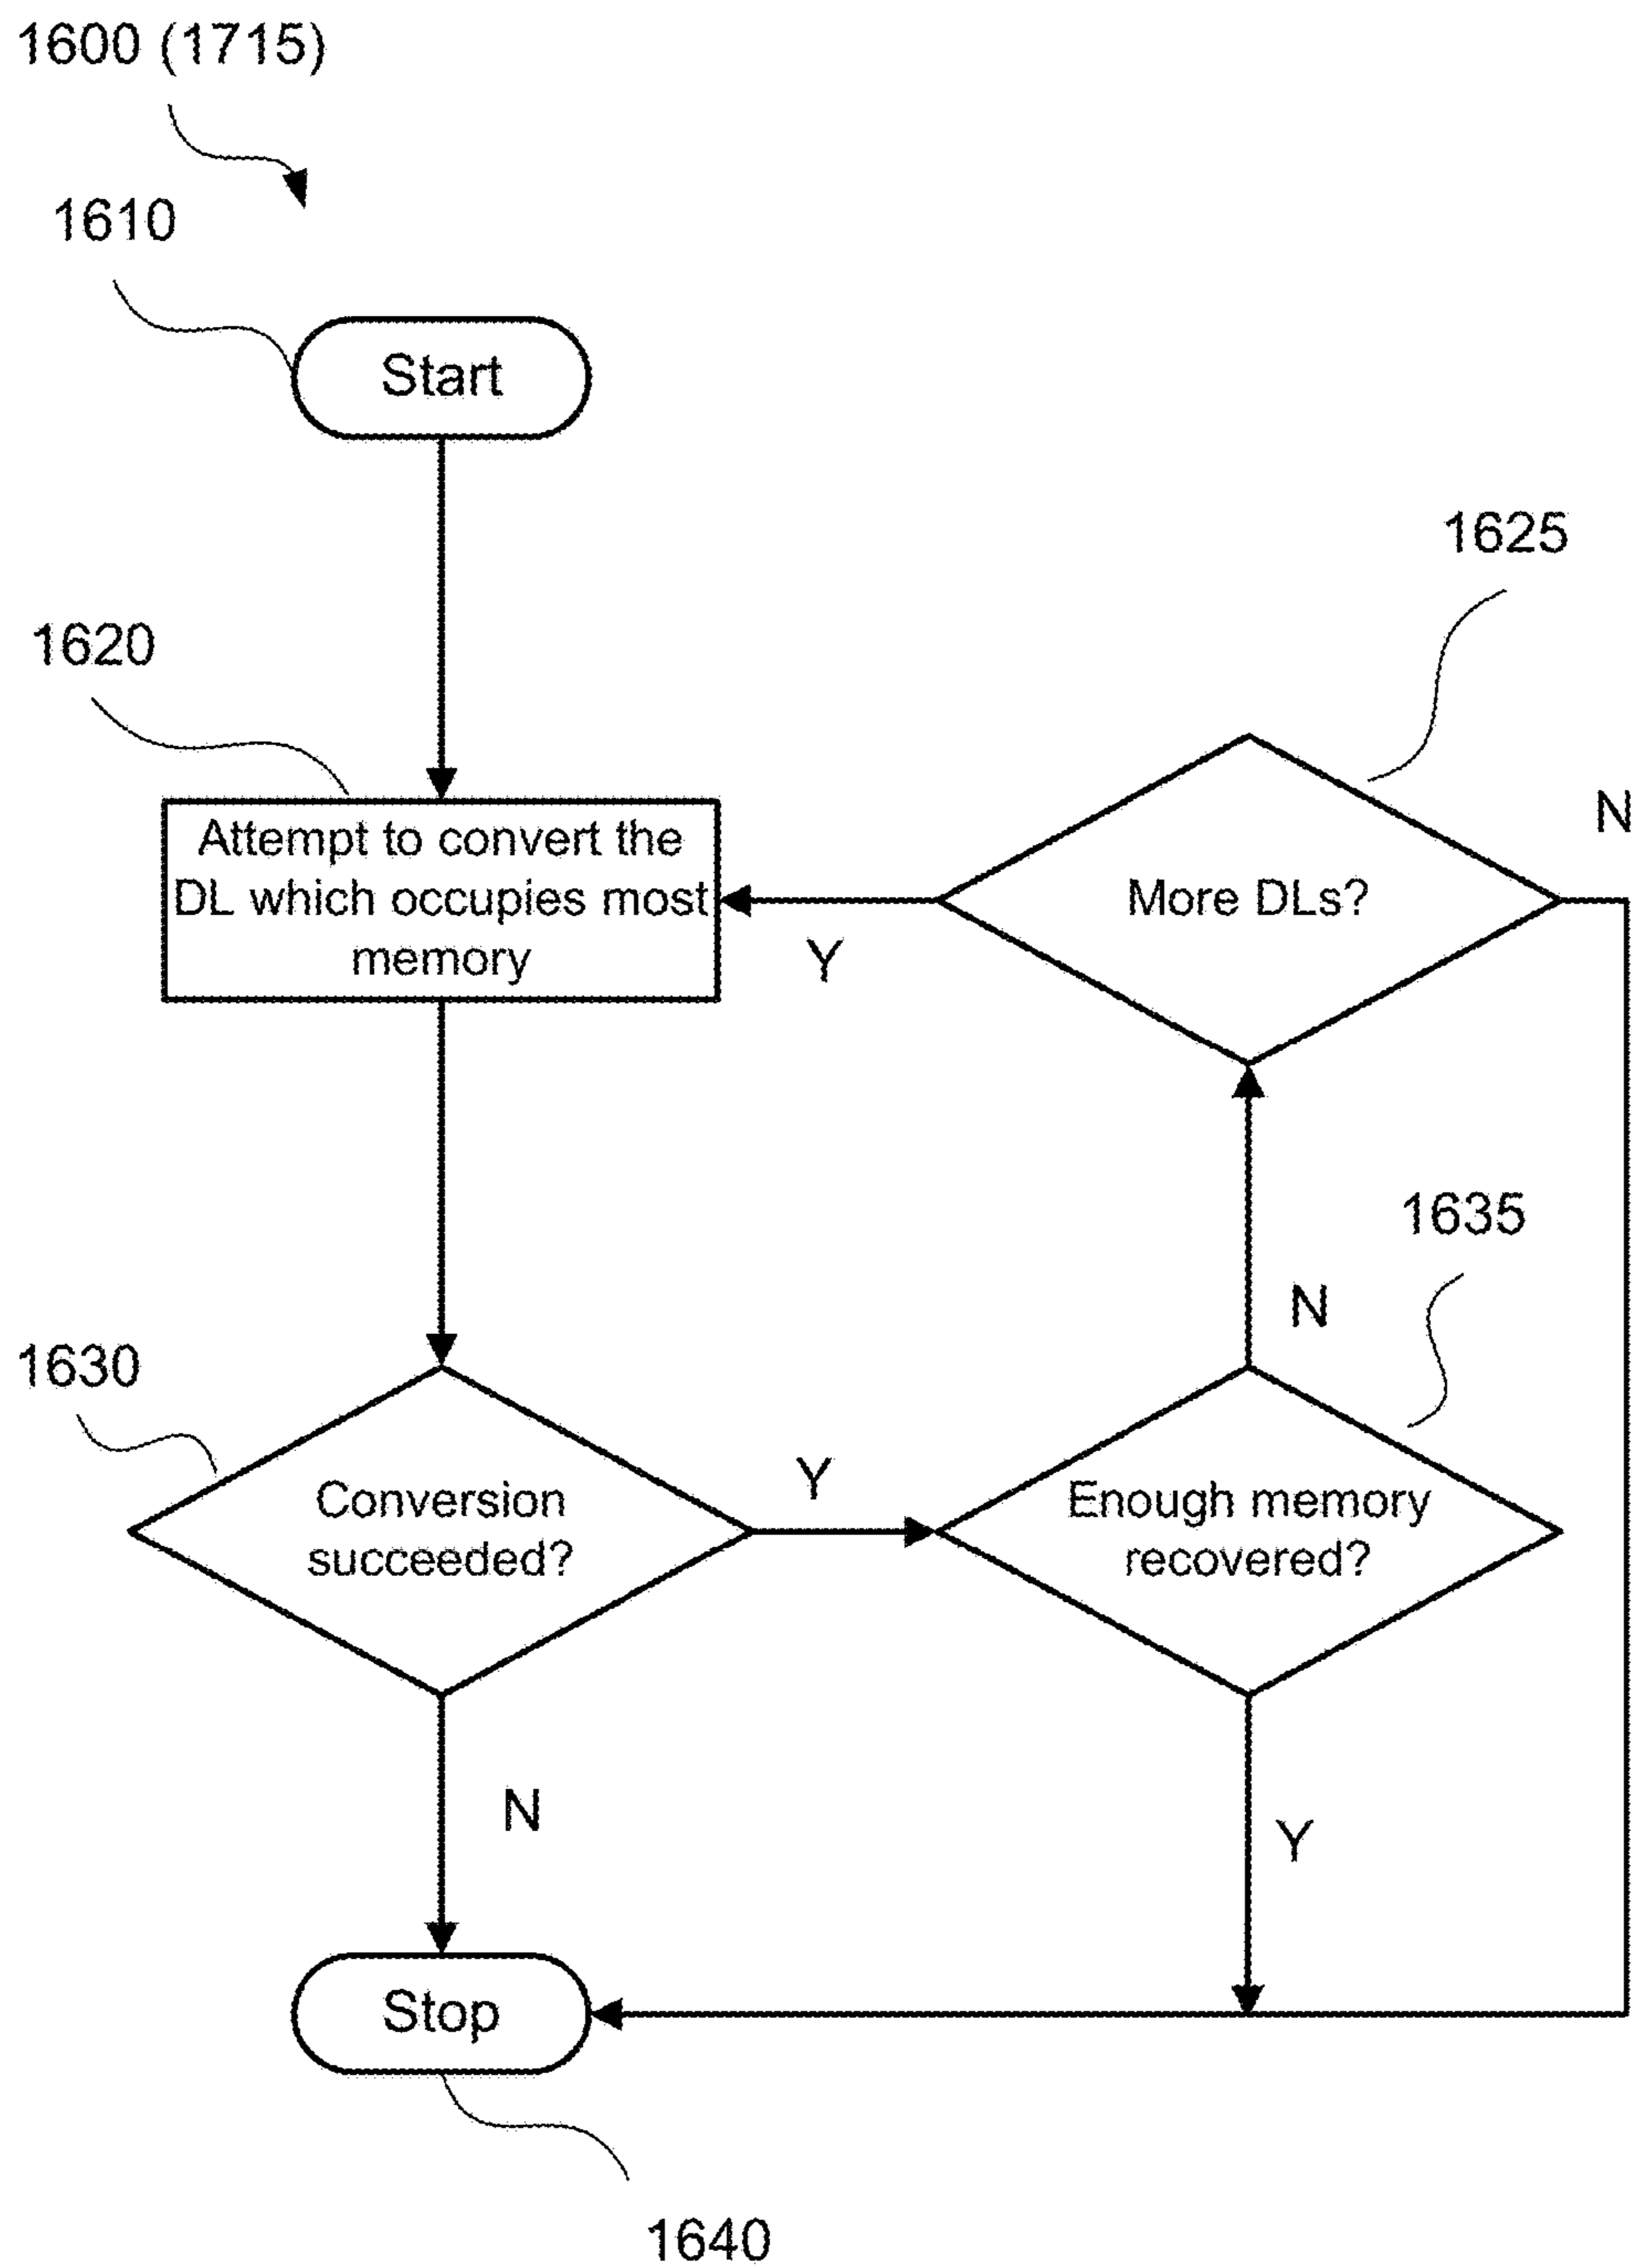 1600 (1715)
1610
Start
1625
1620
N
Attempt to convert the
DL which occupies most
memory
More DLs?
Y
1635
N
1630
Y
Conversion
succeeded?
Enough memory
recovered?
N
Y
Stop
1640